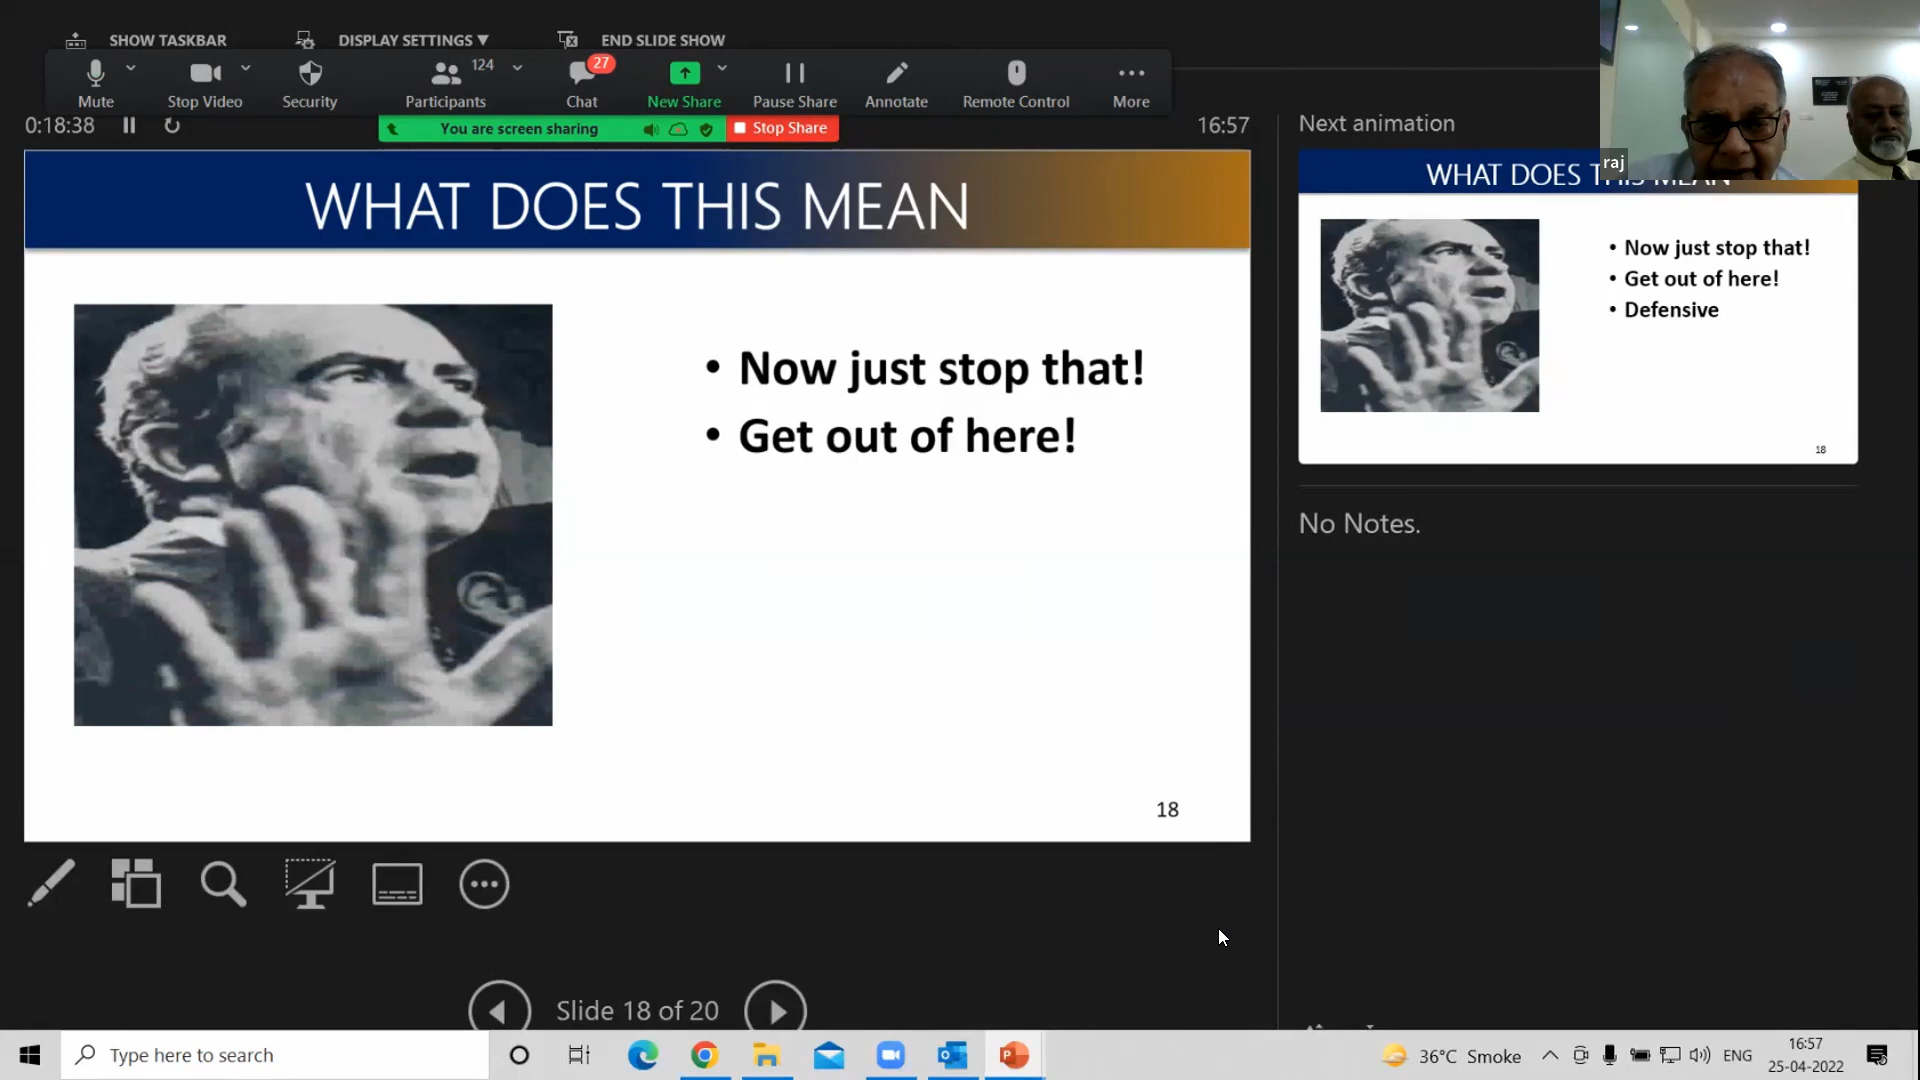 SHOW TASKBAR
DISPLAY SETTINGS ▼
END SLIDE SHOW
Mute
Stop Video
Security
124
Participants
27
Chat
New Share
Pause Share
Annotate
Remote Control
More
0:18:38
You are screen sharing
Stop Share
16:57
WHAT DOES THIS MEAN
• Now just stop that!
• Get out of here!
18
Slide 18 of 20
raj
Next animation
WHAT DOES THIS MEAN
• Now just stop that!
• Get out of here!
• Defensive
18
No Notes.
Type here to search
36°C Smoke
ENG
16:57
25-04-2022